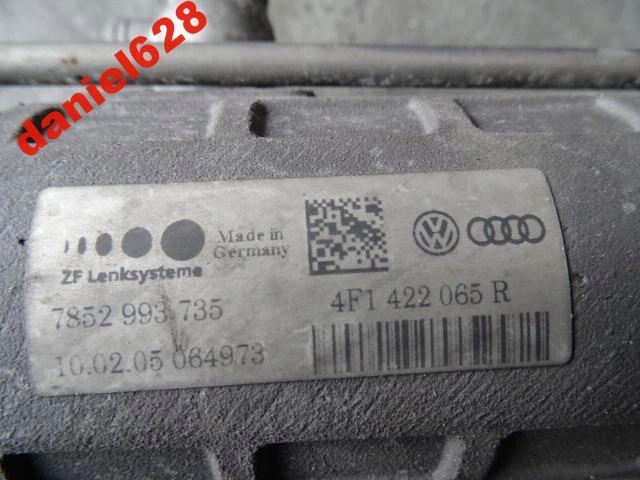 daniel628
Made in
Germany
ZF Lenksysteme
7852 993 735
4F1 422 065 R
10.02.05 064973